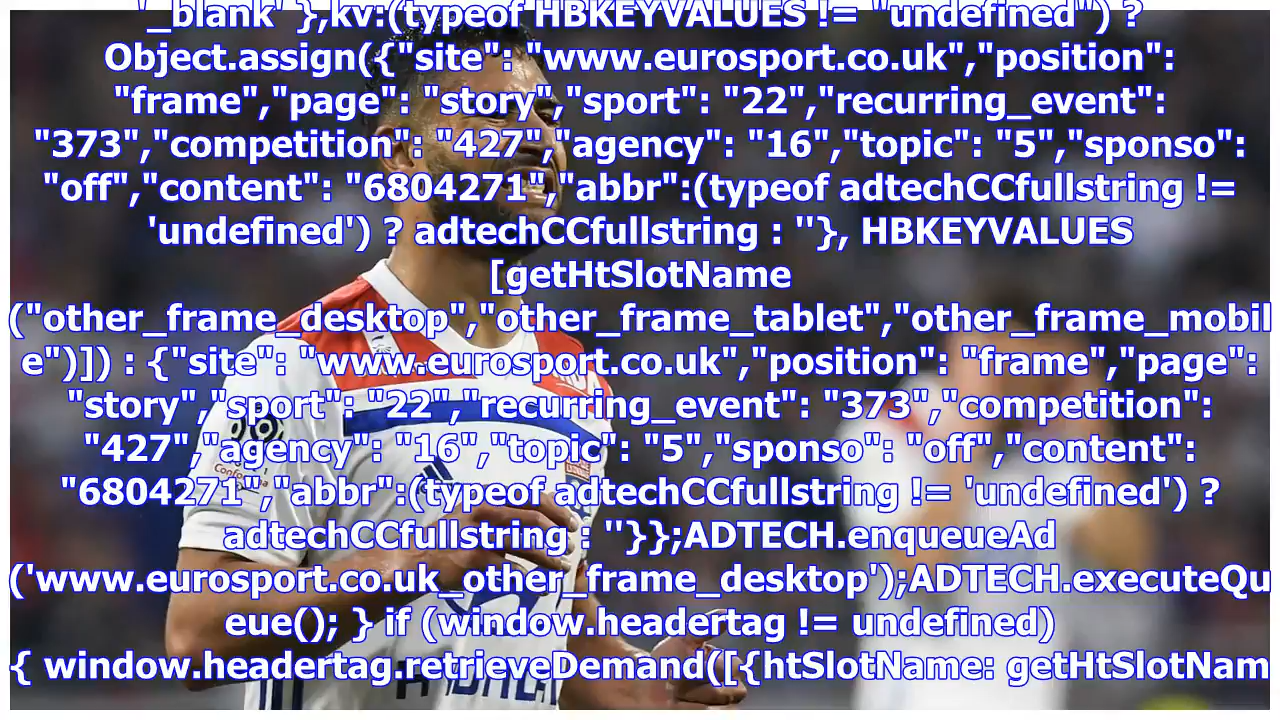 '_blank' },kv:(typeof HBKEYVALUES != "undefined") ?
Object.assign({"site": "www.eurosport.co.uk","position":
"frame","page": "story","sport": "22","recurring_event":
"373","competition": "427","agency": "16","topic": "5","sponso":
"off","content": "6804271","abbr":(typeof adtechCCfullstring !=
'undefined') ? adtechCCfullstring : ''}, HBKEYVALUES
[getHtSlotName
("other_frame_desktop","other_frame_tablet","other_frame_mobil
e")]) : {"site": "www.eurosport.co.uk","position": "frame","page":
"story","sport": "22","recurring_event": "373","competition":
"427","agency": "16","topic": "5","sponso": "off","content":
"6804271","abbr":(typeof adtechCCfullstring != 'undefined') ?
adtechCCfullstring : ''}};ADTECH.enqueueAd
('www.eurosport.co.uk_other_frame_desktop');ADTECH.executeQu
eue(); } if (window.headertag != undefined)
{ window.headertag.retrieveDemand([{htSlotName: getHtSlotNam